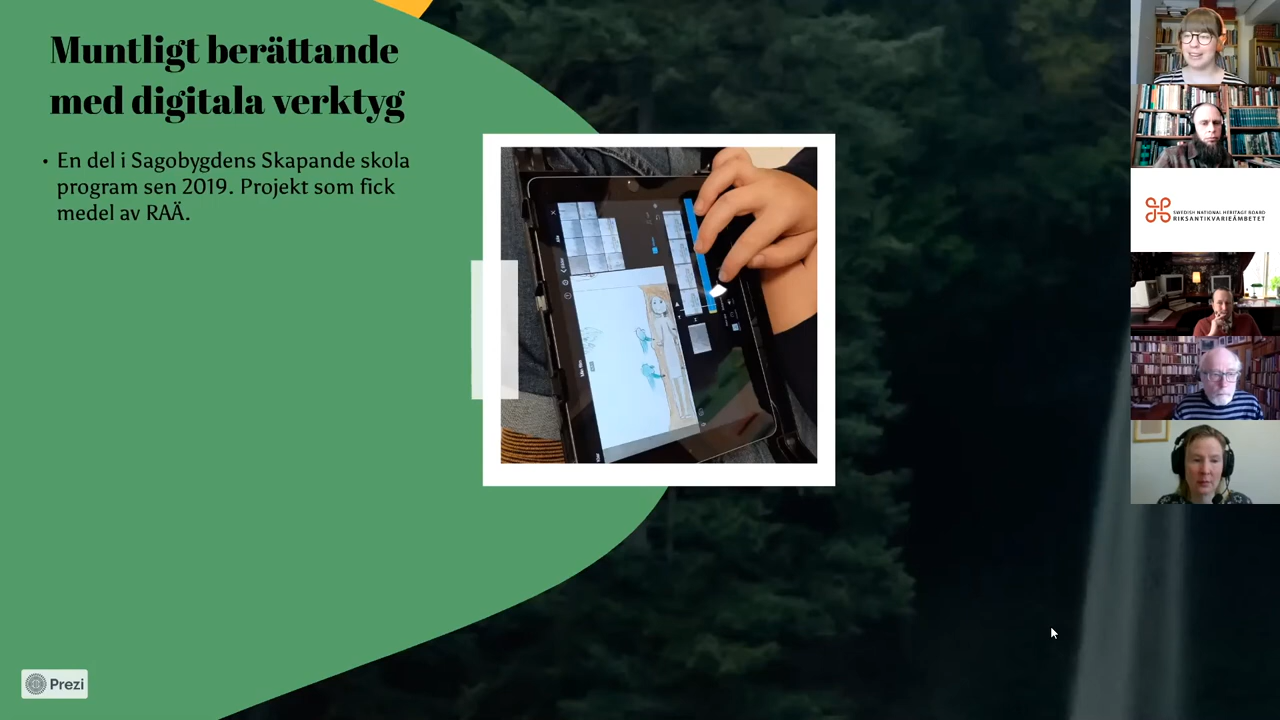 Muntligt berättande
med digitala verktyg
• En del i Sagobygdens Skapande skola
program sen 2019. Projekt som fick
medel av RAÄ.
SWEDISH NATIONAL HERITAGE BOARD
RIKSANTIKVARIEÄMBETET
Prezi